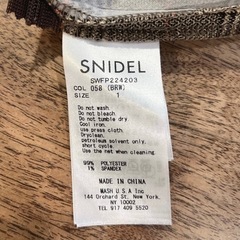 SNIDEL
SWFP224203
COL 058 (BRW)
SIZE 1
Do not wash
Do not bleach
Do not tumble dry.
Cool iron.
use press cloth.
Dryclean,
petroleum solvent only.
short cycle
Use the net when cleaning.
99% POLYESTER
1% SPANDEX
MADE IN CHINA
MASH U S A Inc
144 Orchard St. New York.
NY 10002
TEL 917 409 5520